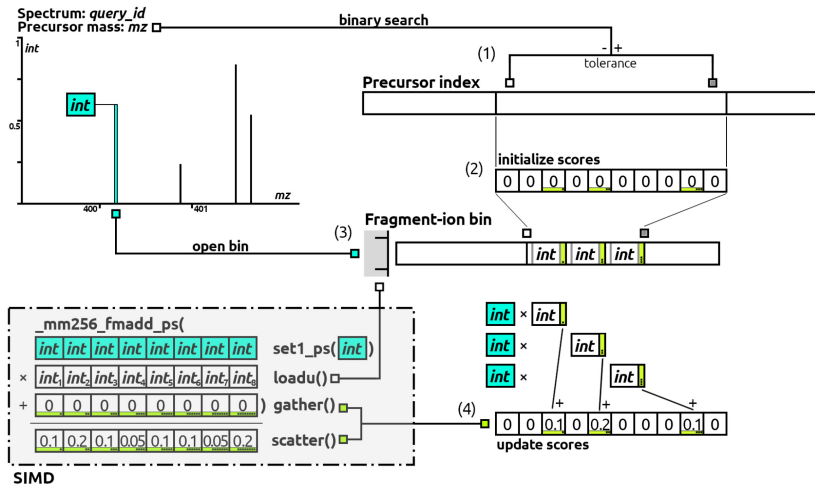 Spectrum: query_id
Precursor mass: mz
binary search
1
int
(1)
- +
tolerance
Precursor index
int
0.5
(2)
initialize scores
0 0 0 0 0 0 0 0 0 0
mz
400
401
Fragment-ion bin
(3)
open bin
int int int
_mm256_fmadd_ps(
int int int int int int int int
set1_ps( int )
× int₁ int₂ int₃ int₄ int₅ int₆ int₇ int₈
loadu()
+ 0 0 0 0 0 0 0 0 ) gather()
0.1 0.2 0.1 0.05 0.1 0.1 0.05 0.2
scatter()
int × int
int × int
int × int
+ + +
(4)
0 0 0.1 0 0.2 0 0 0 0.1 0
update scores
SIMD